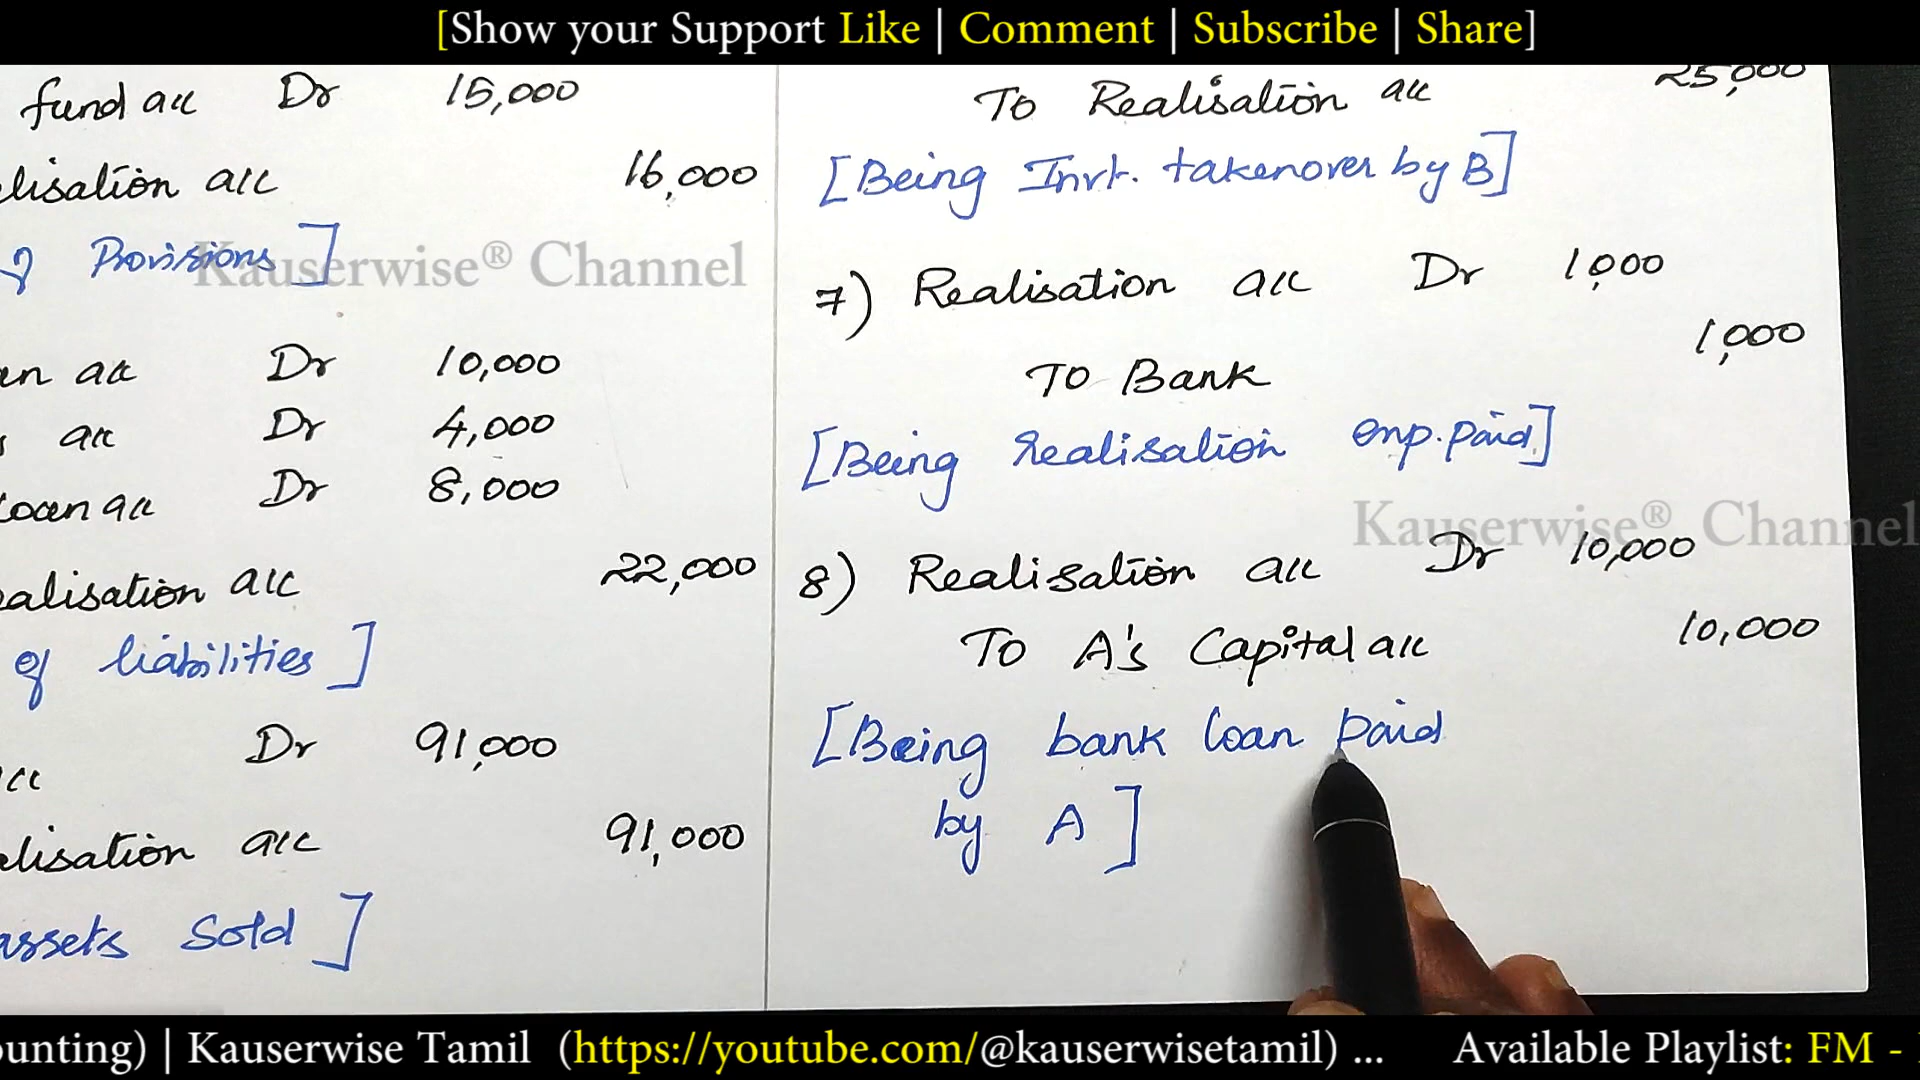 [Show your Support Like | Comment | Subscribe | Share]
fund a/c Dr 15,000
lisation a/c 16,000
Provisions ]
an a/c Dr 10,000
s a/c Dr 4,000
Loan a/c Dr 8,000
ealisation a/c 22,000
of liabilities ]
Dr 91,000
cc
elisation a/c 91,000
assets Sold ]
25,000
To Realisation a/c
[Being Invt. takenover by B]
7) Realisation a/c Dr 1,000
1,000
To Bank
[Being Realisation exp. paid]
8) Realisation a/c Dr 10,000
To A's Capital a/c 10,000
[Being bank loan paid
by A ]
Kauserwise® Channel
Kauserwise® Channel
ounting) | Kauserwise Tamil (https://youtube.com/@kauserwisetamil) ... Available Playlist: FM -